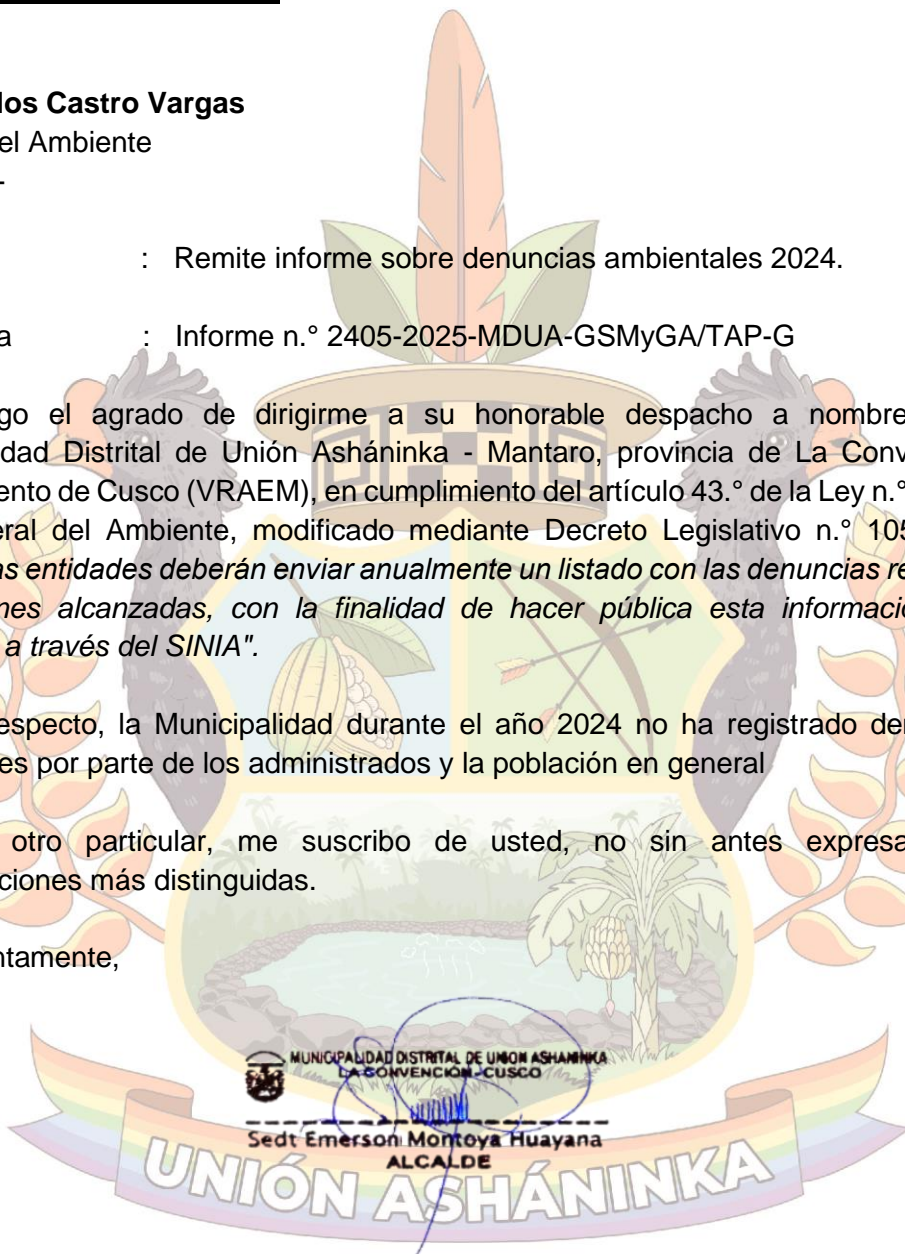 los Castro Vargas
el Ambiente
-
: Remite informe sobre denuncias ambientales 2024.
a : Informe n.° 2405-2025-MDUA-GSMyGA/TAP-G
go el agrado de dirigirme a su honorable despacho a nombre
dad Distrital de Unión Asháninka - Mantaro, provincia de La Conv
ento de Cusco (VRAEM), en cumplimiento del artículo 43.° de la Ley n.°
eral del Ambiente, modificado mediante Decreto Legislativo n.° 105
as entidades deberán enviar anualmente un listado con las denuncias re
nes alcanzadas, con la finalidad de hacer pública esta informaci
a través del SINIA".
especto, la Municipalidad durante el año 2024 no ha registrado de
es por parte de los administrados y la población en general
otro particular, me suscribo de usted, no sin antes expresa
ciones más distinguidas.
ntamente,
MUNICIPALIDAD DISTRITAL DE UNION ASHANINKA
LA CONVENCIÓN - CUSCO
Sedt Emerson Montoya Huayana
ALCALDE
UNIÓN ASHÁNINKA